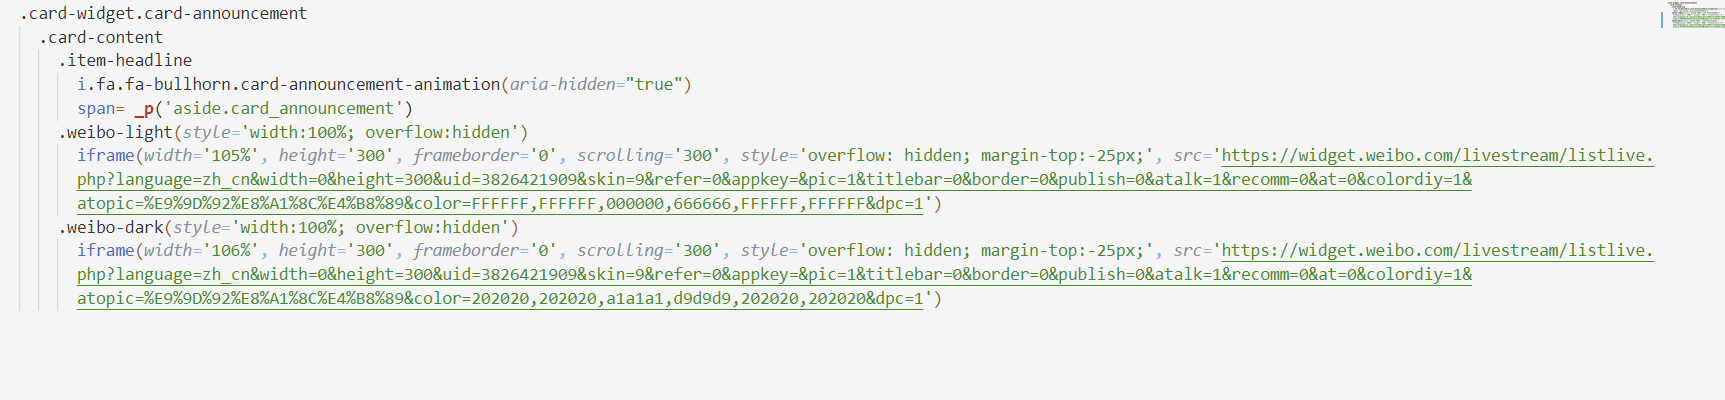 .card-widget.card-announcement
.card-content
.item-headline
i.fa.fa-bullhorn.card-announcement-animation(aria-hidden="true")
span= _p('aside.card_announcement')
.weibo-light(style='width:100%; overflow:hidden')
iframe(width='105%', height='300', frameborder='0', scrolling='300', style='overflow: hidden; margin-top:-25px;', src='https://widget.weibo.com/livestream/listlive.
php?language=zh_cn&width=0&height=300&uid=3826421909&skin=9&refer=0&appkey=&pic=1&titlebar=0&border=0&publish=0&atalk=1&recomm=0&at=0&colordiy=1&
atopic=%E9%9D%92%E8%A1%8C%E4%B8%89&color=FFFFFF,FFFFFF,000000,666666,FFFFFF,FFFFFF&dpc=1')
.weibo-dark(style='width:100%; overflow:hidden')
iframe(width='106%', height='300', frameborder='0', scrolling='300', style='overflow: hidden; margin-top:-25px;', src='https://widget.weibo.com/livestream/listlive.
php?language=zh_cn&width=0&height=300&uid=3826421909&skin=9&refer=0&appkey=&pic=1&titlebar=0&border=0&publish=0&atalk=1&recomm=0&at=0&colordiy=1&
atopic=%E9%9D%92%E8%A1%8C%E4%B8%89&color=202020,202020,a1a1a1,d9d9d9,202020,202020&dpc=1')